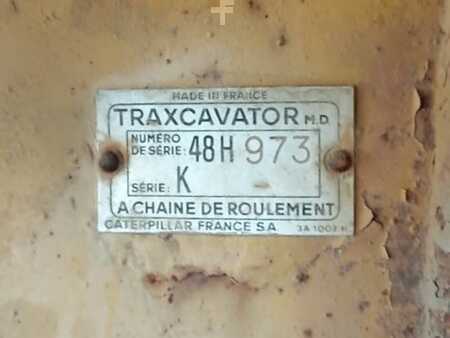 MADE IN FRANCE
TRAXCAVATOR M.D
NUMÉRO
DE SÉRIE: 48H 973
SÉRIE: K
A CHAINE DE ROULEMENT
CATERPILLAR FRANCE S.A